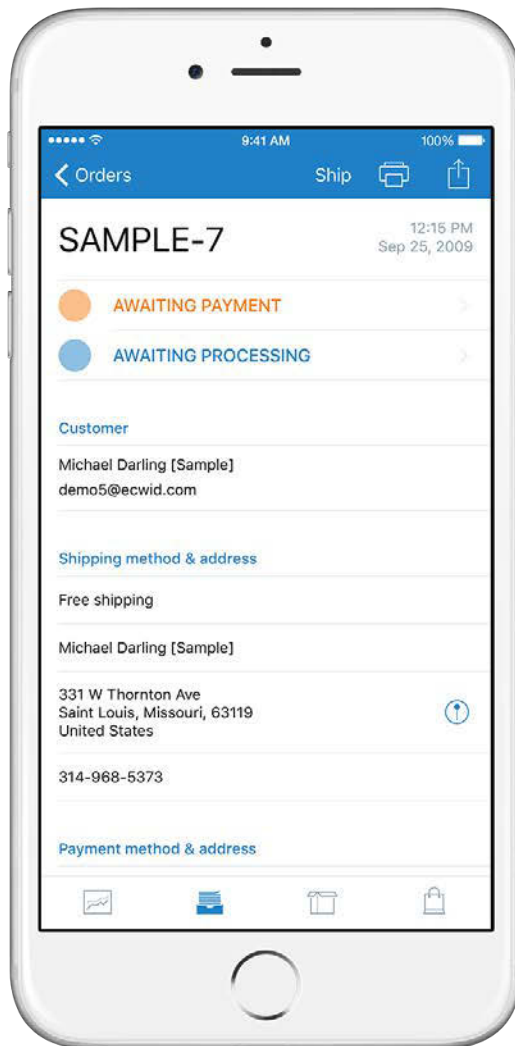 9:41 AM
100%
Orders
Ship
SAMPLE-7
12:15 PM
Sep 25, 2009
AWAITING PAYMENT
AWAITING PROCESSING
Customer
Michael Darling [Sample]
demo5@ecwid.com
Shipping method & address
Free shipping
Michael Darling [Sample]
331 W Thornton Ave
Saint Louis, Missouri, 63119
United States
314-968-5373
Payment method & address